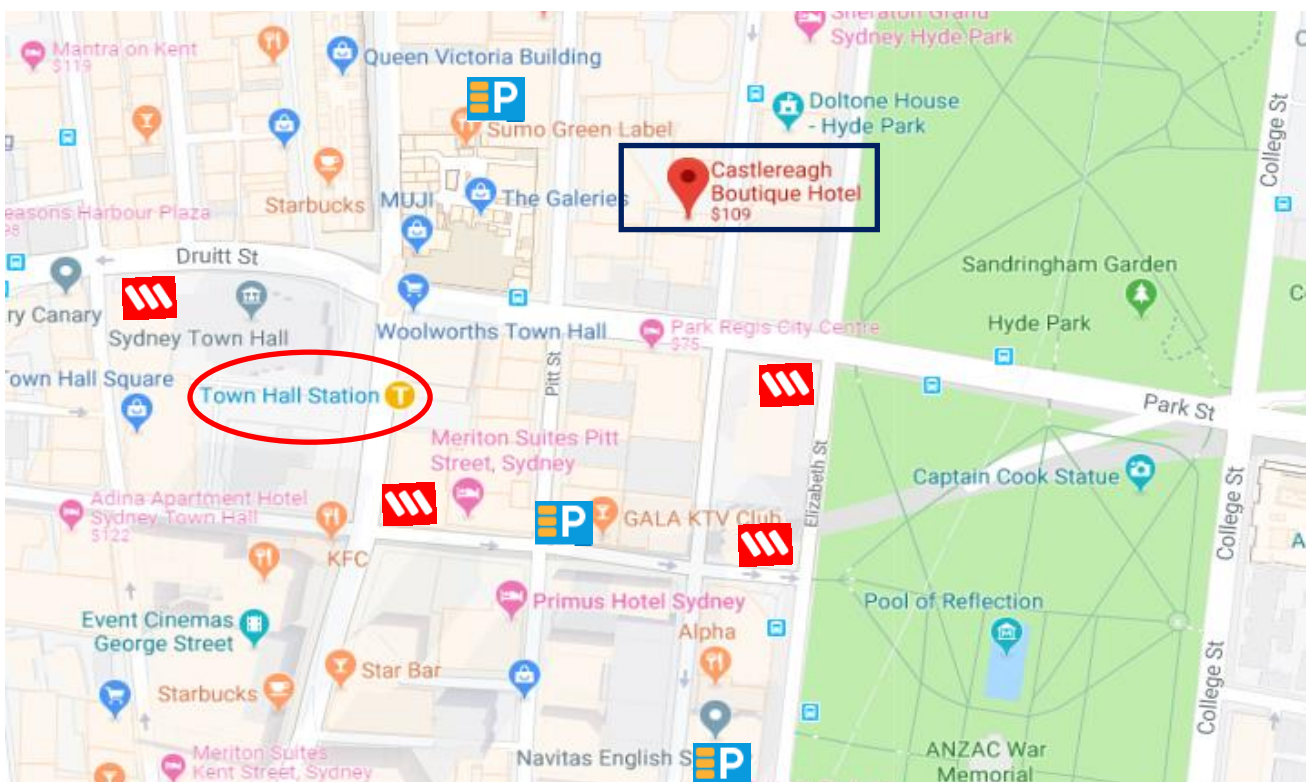 Sheraton Grand
Sydney Hyde Park
Mantra on Kent
$119
Queen Victoria Building
P
Doltone House
- Hyde Park
College St
Sumo Green Label
Castlereagh
Boutique Hotel
$109
Starbucks
MUJI
The Galeries
easons Harbour Plaza
98
Druitt St
Sandringham Garden
ry Canary
Sydney Town Hall
Woolworths Town Hall
Park Regis City Centre
$75
Hyde Park
own Hall Square
Town Hall Station
T
Pitt St
Park St
Meriton Suites Pitt
Street, Sydney
Elizabeth St
Captain Cook Statue
College St
Adina Apartment Hotel
Sydney Town Hall
$122
P
GALA KTV Club
KFC
A
Primus Hotel Sydney
Pool of Reflection
Event Cinemas
George Street
Alpha
Star Bar
Starbucks
College St
Meriton Suites
Kent Street, Sydney
Navitas English S
P
ANZAC War
Memorial